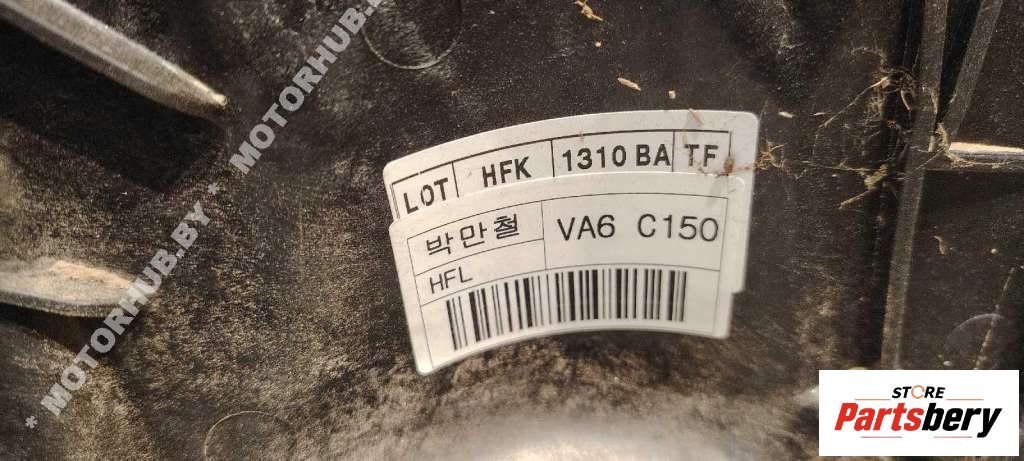 * MOTORHUB.BY * MOTORHUB.BY
LOT HFK 1310 BA TF
박만철 VA6 C150
HFL
STORE
Partsbery